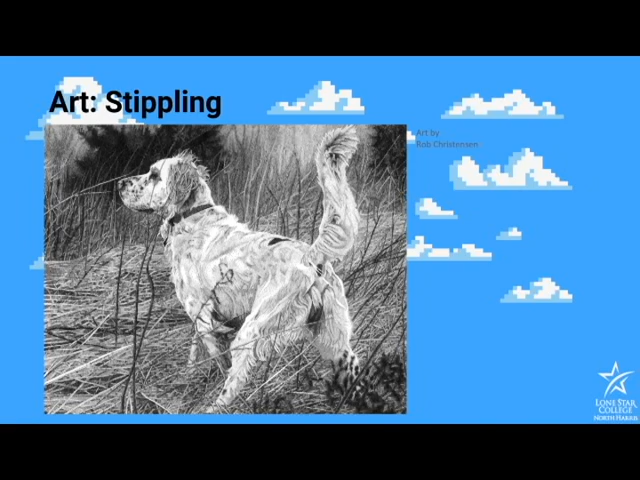 Art: Stippling
Art by
Rob Christensen
LONE STAR
COLLEGE
NORTH HARRIS